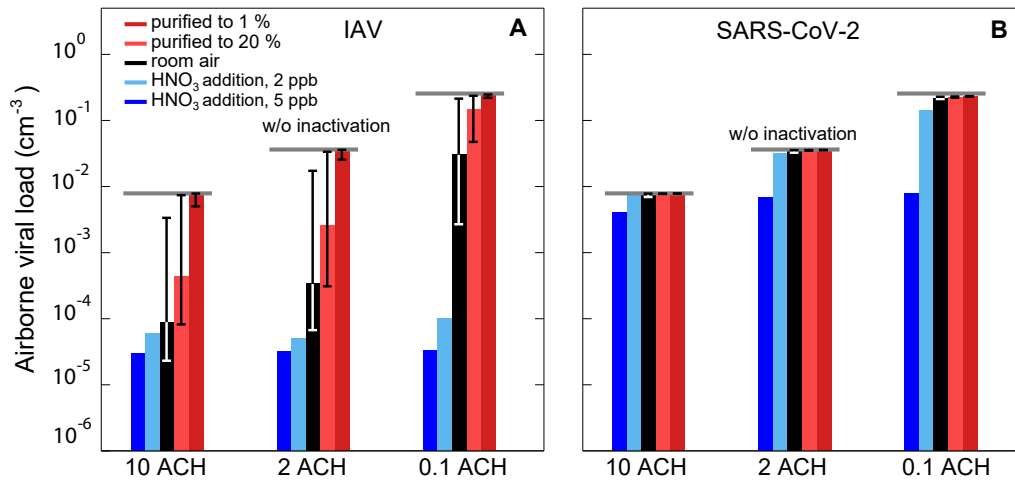 IAV
A
purified to 1 %
purified to 20 %
room air
HNO₃ addition, 2 ppb
HNO₃ addition, 5 ppb
w/o inactivation
Airborne viral load (cm⁻³)
10⁰
10⁻¹
10⁻²
10⁻³
10⁻⁴
10⁻⁵
10⁻⁶
10 ACH
2 ACH
0.1 ACH
SARS-CoV-2
B
w/o inactivation
10 ACH
2 ACH
0.1 ACH